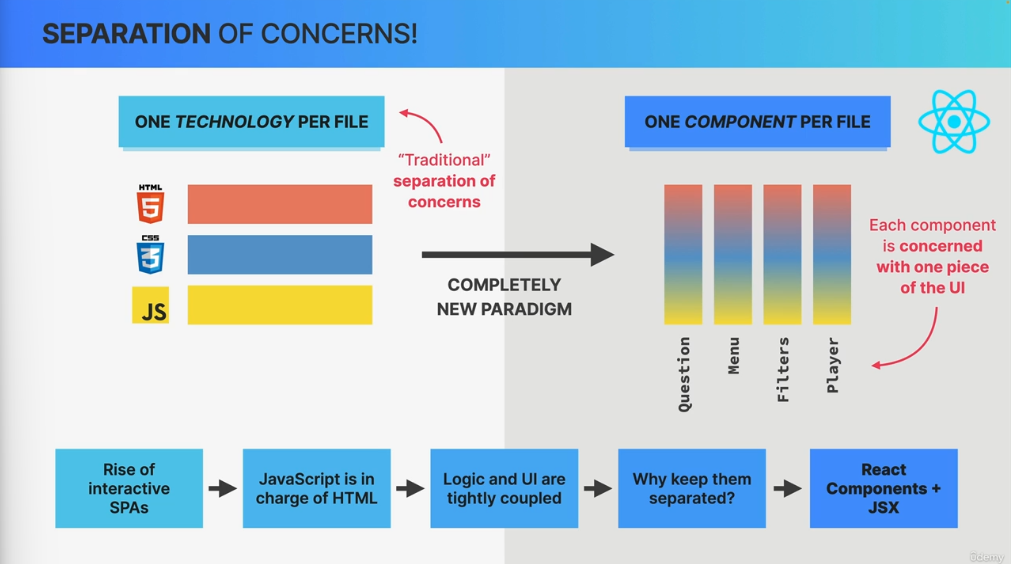 SEPARATION OF CONCERNS!
ONE TECHNOLOGY PER FILE
"Traditional"
separation of
concerns
HTML
5
CSS
3
JS
COMPLETELY
NEW PARADIGM
ONE COMPONENT PER FILE
Each component
is concerned
with one piece
of the UI
Question
Menu
Filters
Player
Rise of
interactive
SPAs
JavaScript is in
charge of HTML
Logic and UI are
tightly coupled
Why keep them
separated?
React
Components +
JSX
ûdemy